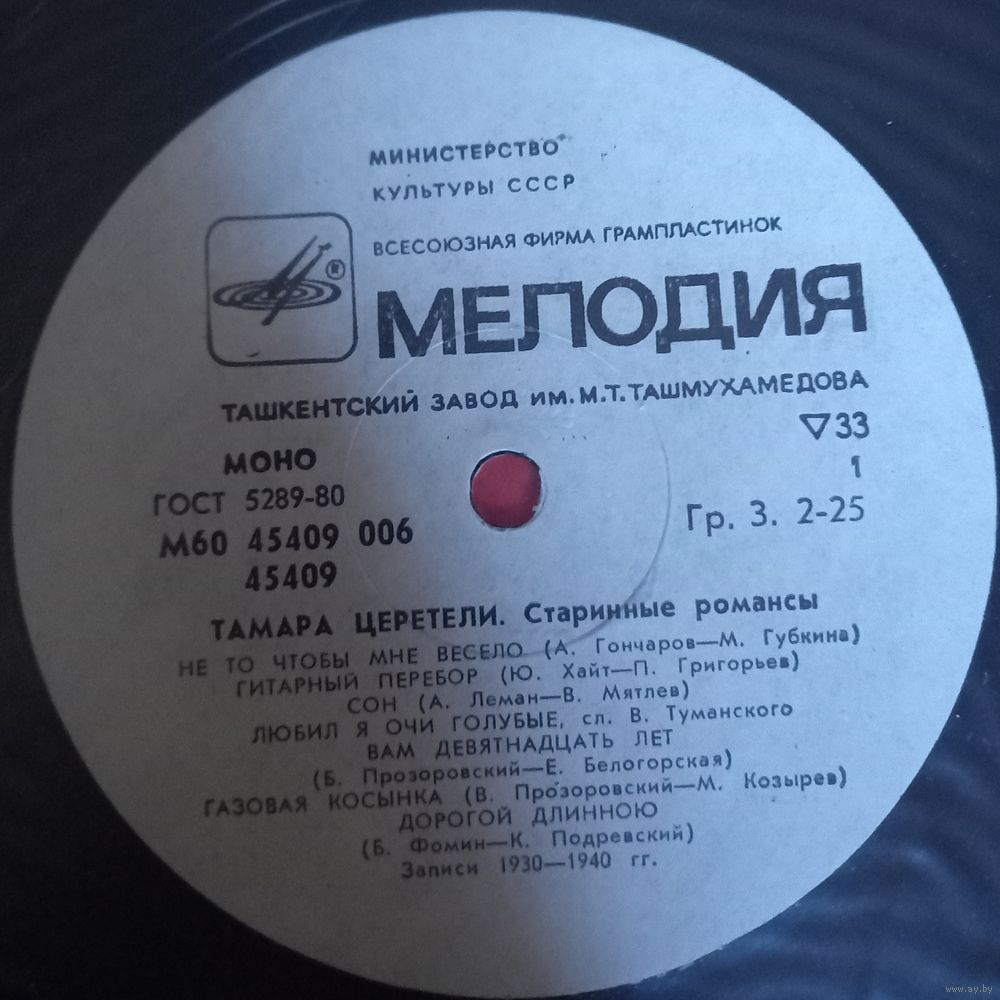 МИНИСТЕРСТВО
КУЛЬТУРЫ СССР
ВСЕСОЮЗНАЯ ФИРМА ГРАМПЛАСТИНОК
®
МЕЛОДИЯ
ТАШКЕНТСКИЙ ЗАВОД ИМ. М.Т. ТАШМУХАМЕДОВА
▽33
МОНО
1
ГОСТ 5289-80
Гр. 3. 2-25
М60 45409 006
45409
ТАМАРА ЦЕРЕТЕЛИ. Старинные романсы
НЕ ТО ЧТОБЫ МНЕ ВЕСЕЛО (А. Гончаров—М. Губкина)
ГИТАРНЫЙ ПЕРЕБОР (Ю. Хайт—П. Григорьев)
СОН (А. Леман—В. Мятлев)
ЛЮБИЛ Я ОЧИ ГОЛУБЫЕ, сл. В. Туманского
ВАМ ДЕВЯТНАДЦАТЬ ЛЕТ
(Б. Прозоровский—Е. Белогорская)
ГАЗОВАЯ КОСЫНКА (В. Прозоровский—М. Козырев)
ДОРОГОЙ ДЛИННОЮ
(Б. Фомин—К. Подревский)
Записи 1930—1940 гг.
www.ay.by